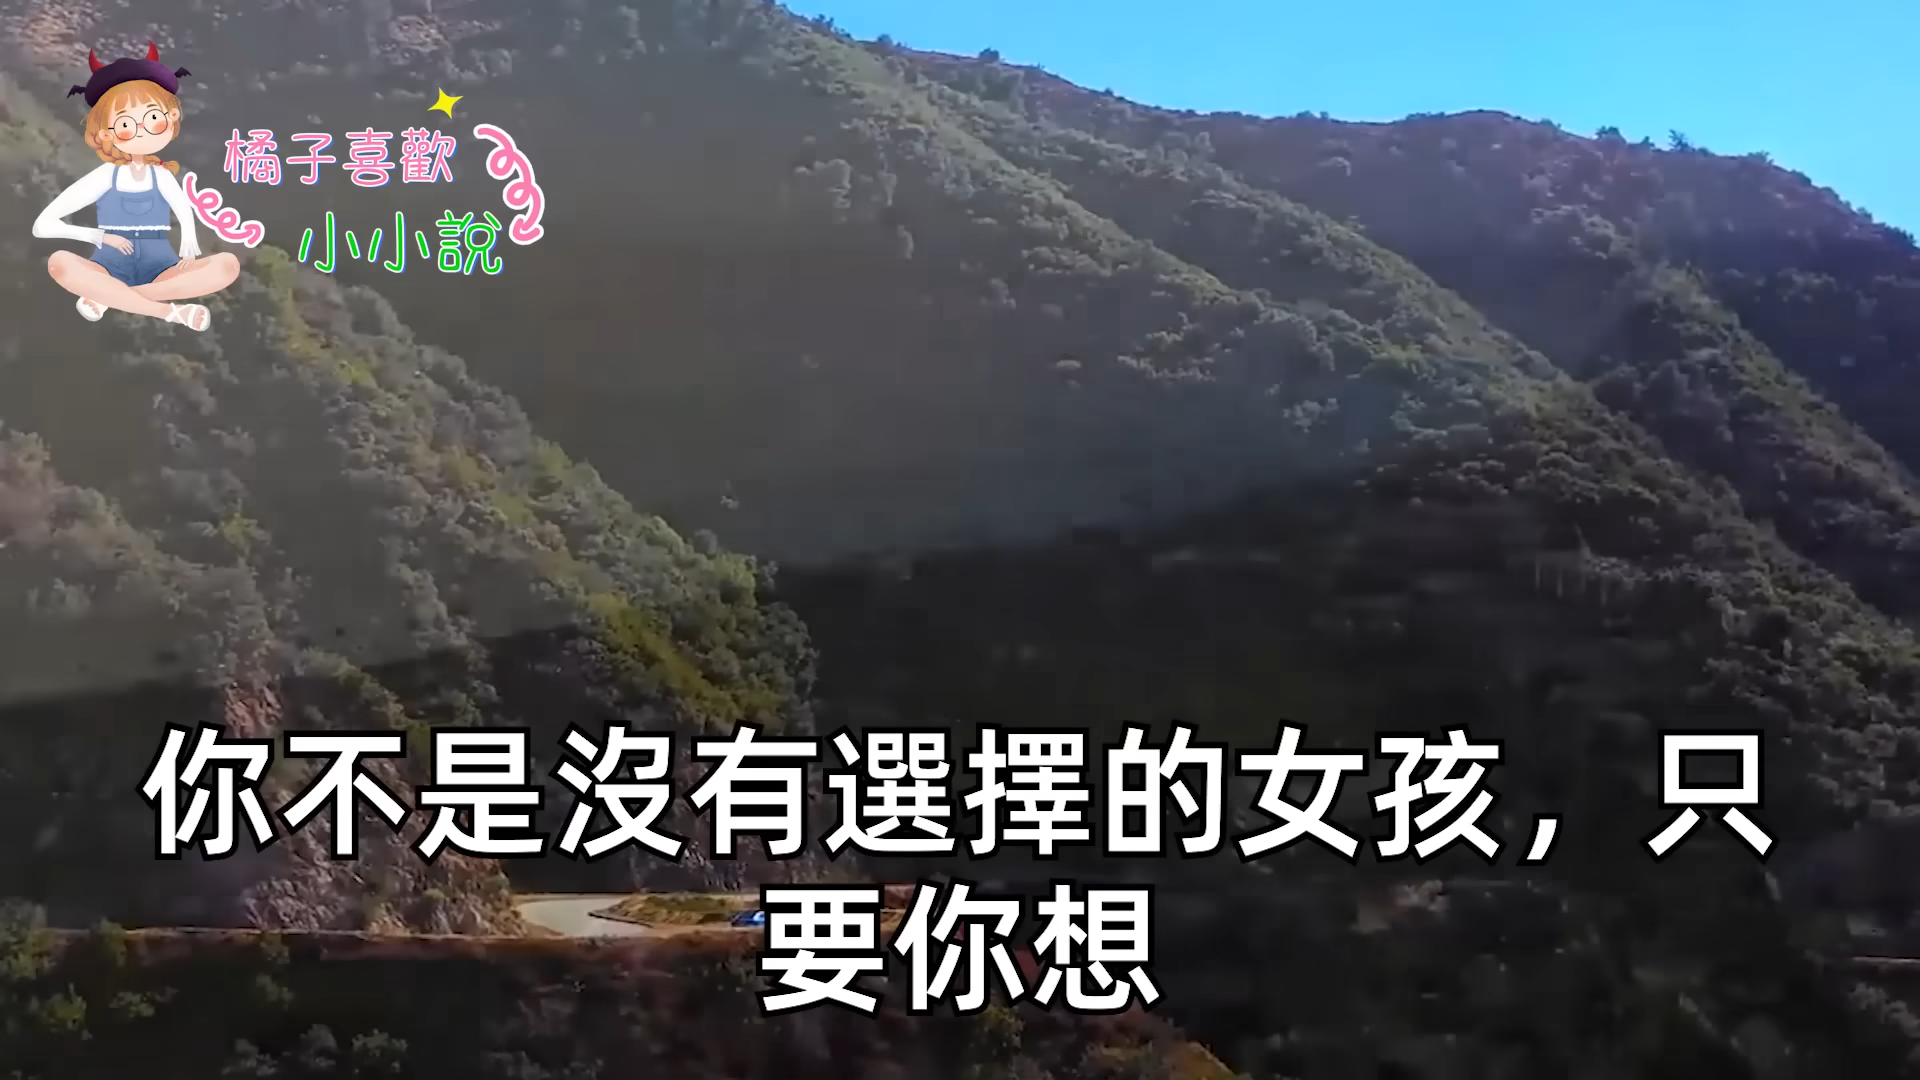 橘子喜歡
小小說
你不是沒有選擇的女孩，只
要你想